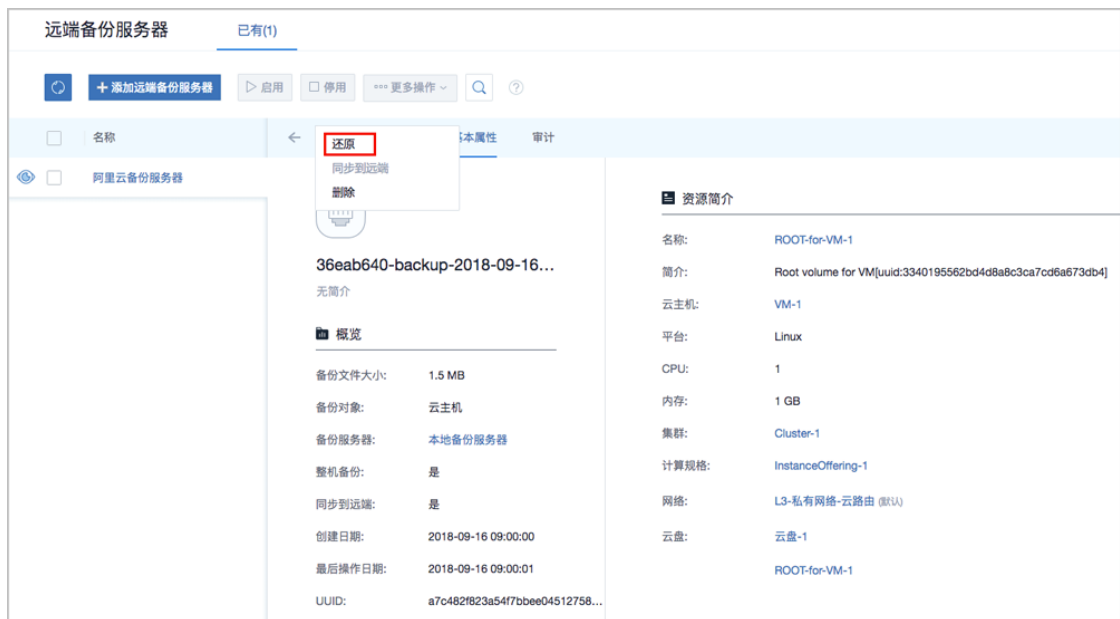 远端备份服务器 已有(1)
添加远端备份服务器 启用 停用 更多操作
名称 基本属性 审计
还原
同步到远端
删除
阿里云备份服务器
36eab640-backup-2018-09-16...
无简介
概览
备份文件大小: 1.5 MB
备份对象: 云主机
备份服务器: 本地备份服务器
整机备份: 是
同步到远端: 是
创建日期: 2018-09-16 09:00:00
最后操作日期: 2018-09-16 09:00:01
UUID: a7c482f823a54f7bbee04512758...
资源简介
名称: ROOT-for-VM-1
简介: Root volume for VM[uuid:3340195562bd4d8a8c3ca7cd6a673db4]
云主机: VM-1
平台: Linux
CPU: 1
内存: 1 GB
集群: Cluster-1
计算规格: InstanceOffering-1
网络: L3-私有网络-云路由 (默认)
云盘: 云盘-1
ROOT-for-VM-1